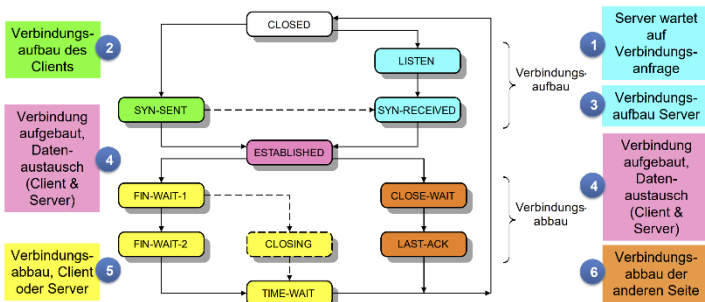 Verbindungs-
aufbau des
Clients
2
CLOSED
1
Server wartet
auf
Verbindungs-
anfrage
LISTEN
Verbindungs-
aufbau
SYN-SENT
SYN-RECEIVED
3
Verbindungs-
aufbau Server
Verbindung
aufgebaut,
Daten-
austausch
(Client &
Server)
4
ESTABLISHED
4
Verbindung
aufgebaut,
Daten-
austausch
(Client &
Server)
FIN-WAIT-1
CLOSE-WAIT
Verbindungs-
abbau
FIN-WAIT-2
CLOSING
LAST-ACK
Verbindungs-
abbau, Client
oder Server
5
TIME-WAIT
6
Verbindungs-
abbau der
anderen Seite